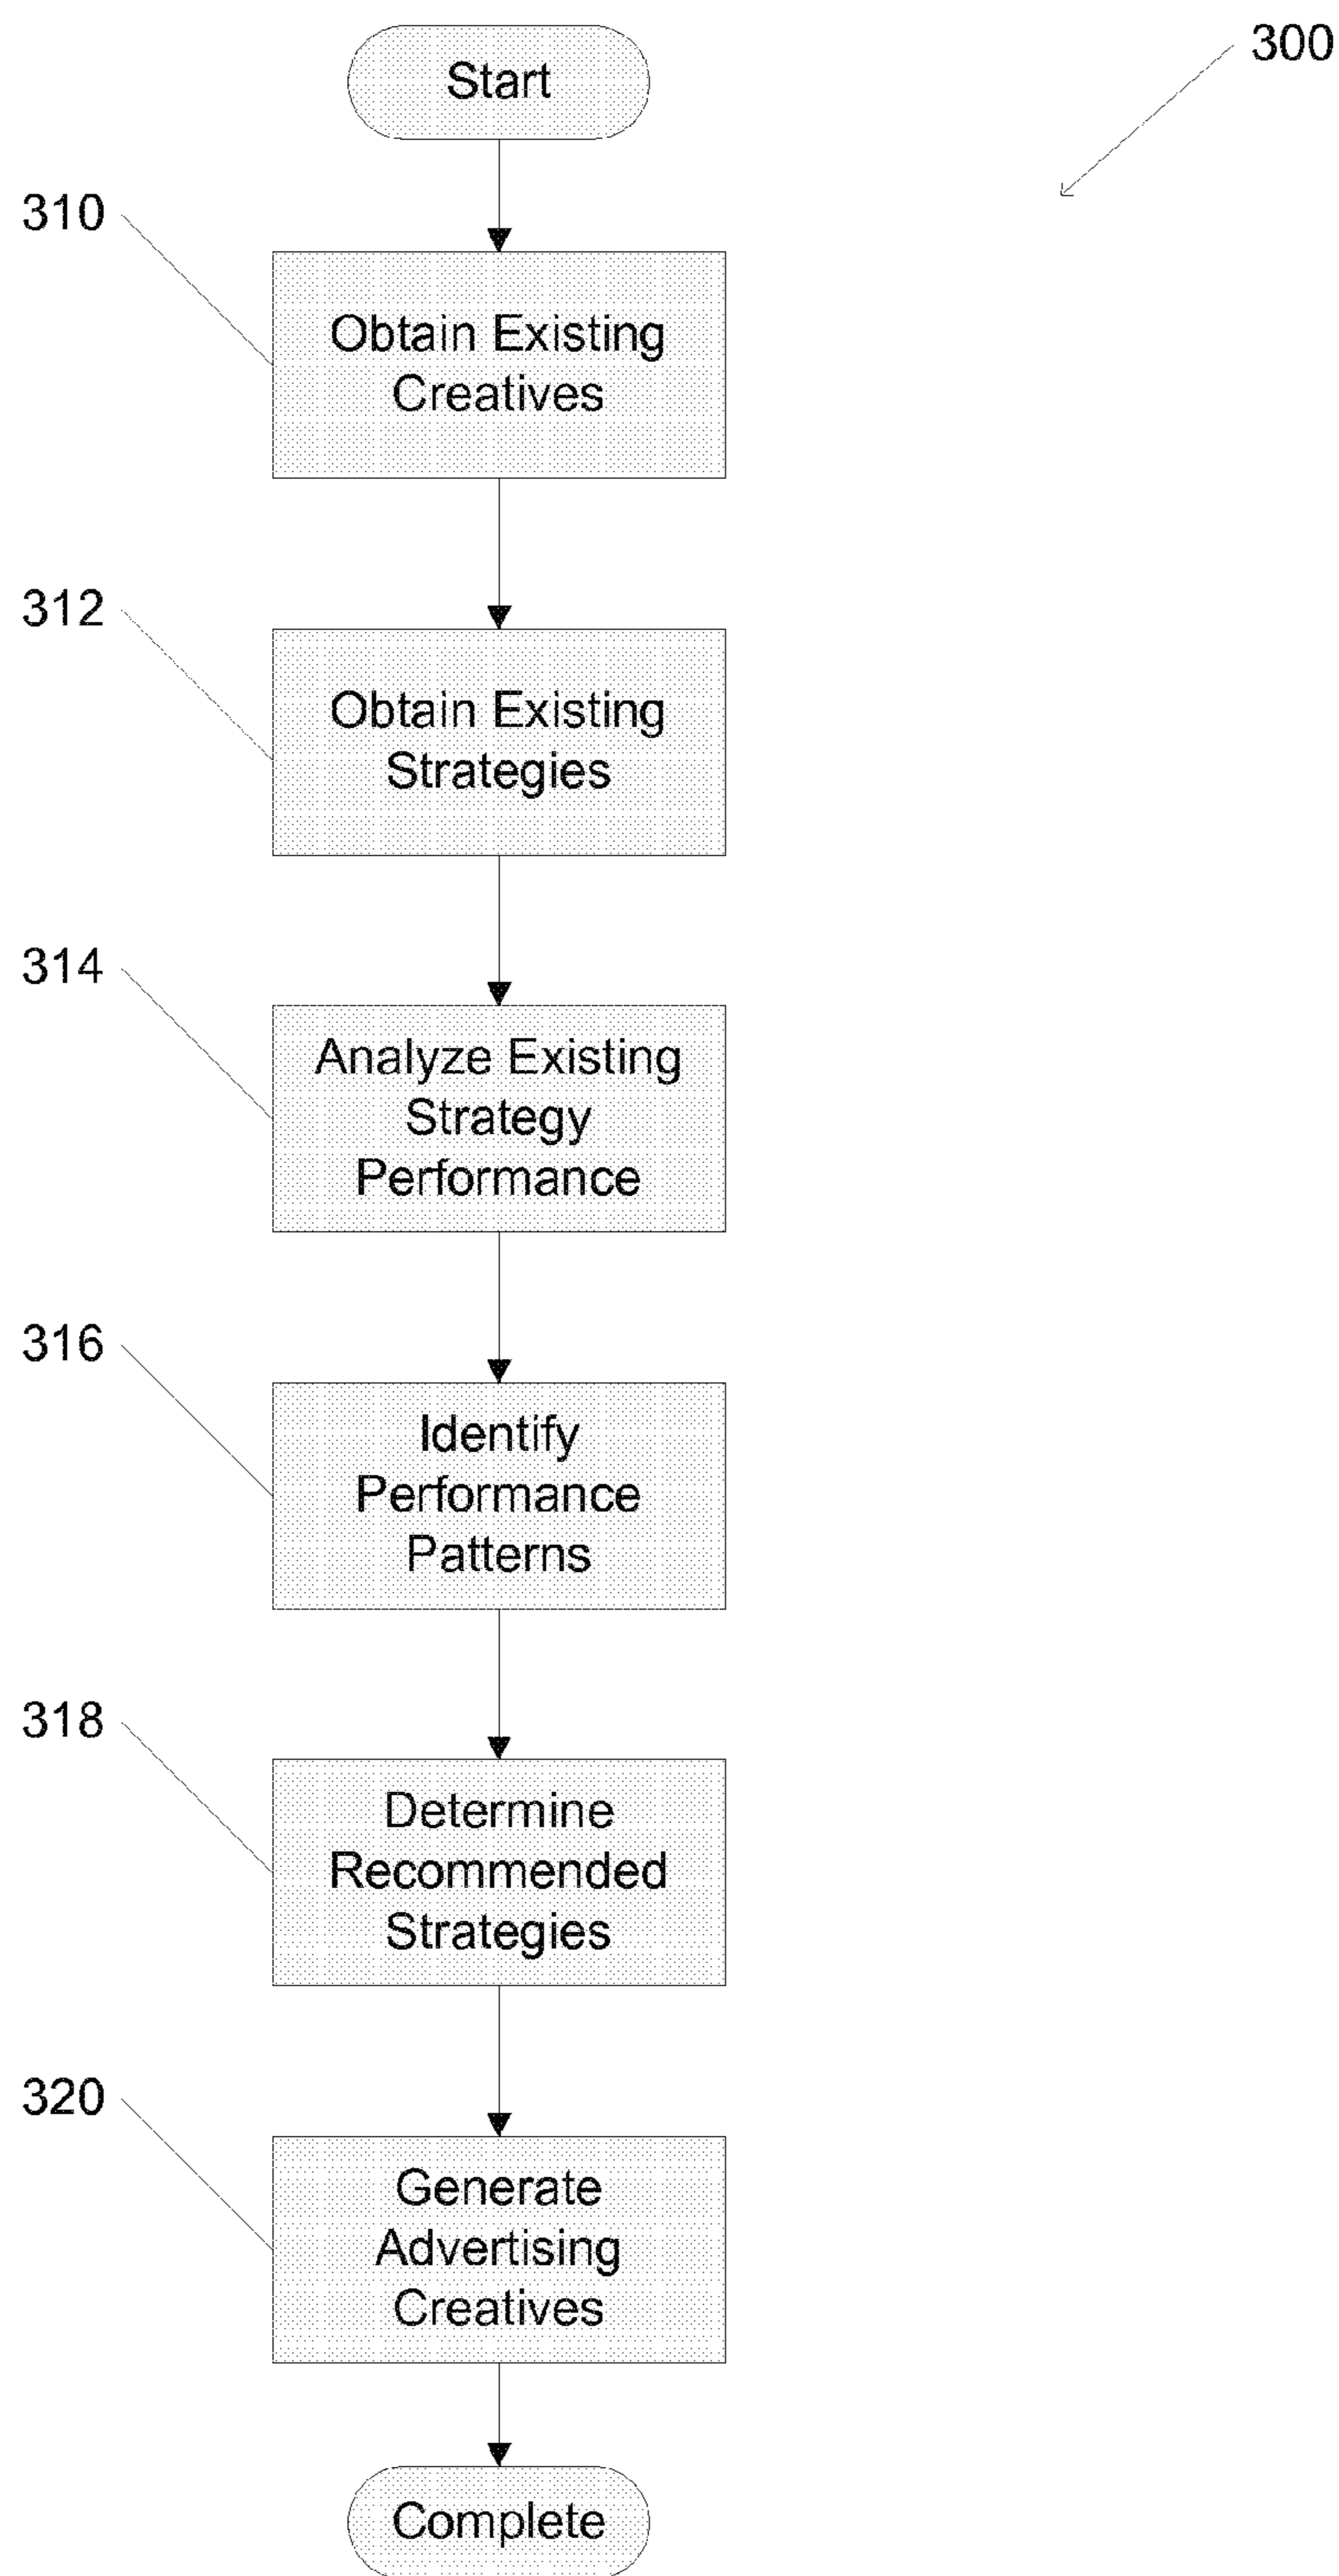 300
Start
310
Obtain Existing
Creatives
312
Obtain Existing
Strategies
314
Analyze Existing
Strategy
Performance
316
Identify
Performance
Patterns
318
Determine
Recommended
Strategies
320
Generate
Advertising
Creatives
Complete